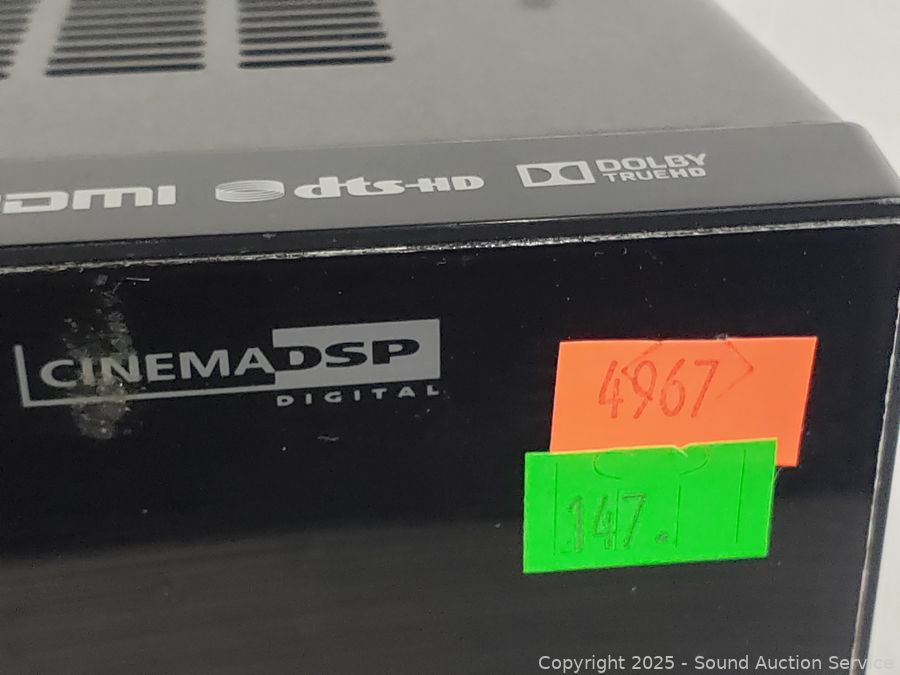 HDMI dts-HD DOLBY
TRUEHD
CINEMA DSP
DIGITAL
4967
147.
Copyright 2025 - Sound Auction Service